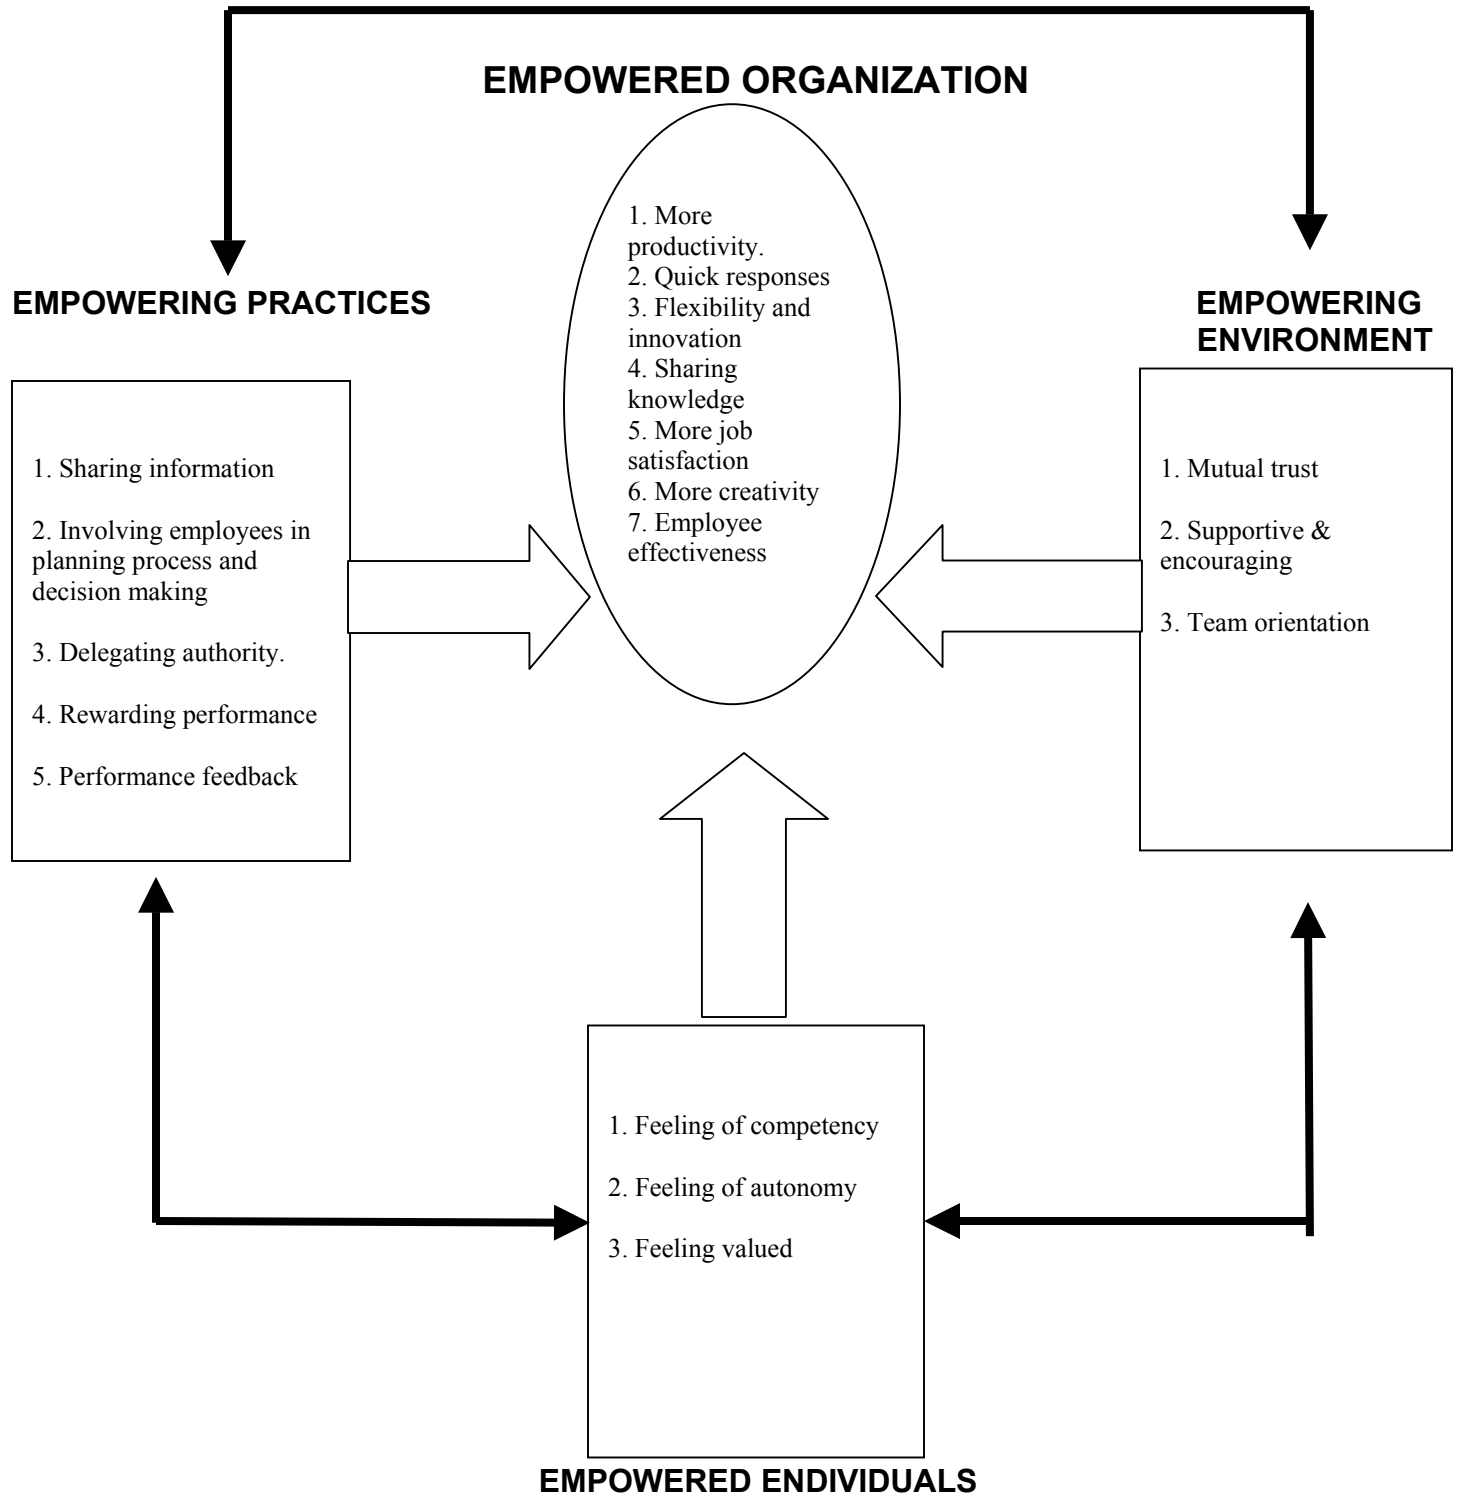 EMPOWERED ORGANIZATION
1. More
productivity.
2. Quick responses
3. Flexibility and
innovation
4. Sharing
knowledge
5. More job
satisfaction
6. More creativity
7. Employee
effectiveness
EMPOWERING PRACTICES
1. Sharing information
2. Involving employees in
planning process and
decision making
3. Delegating authority.
4. Rewarding performance
5. Performance feedback
EMPOWERING
ENVIRONMENT
1. Mutual trust
2. Supportive &
encouraging
3. Team orientation
1. Feeling of competency
2. Feeling of autonomy
3. Feeling valued
EMPOWERED ENDIVIDUALS